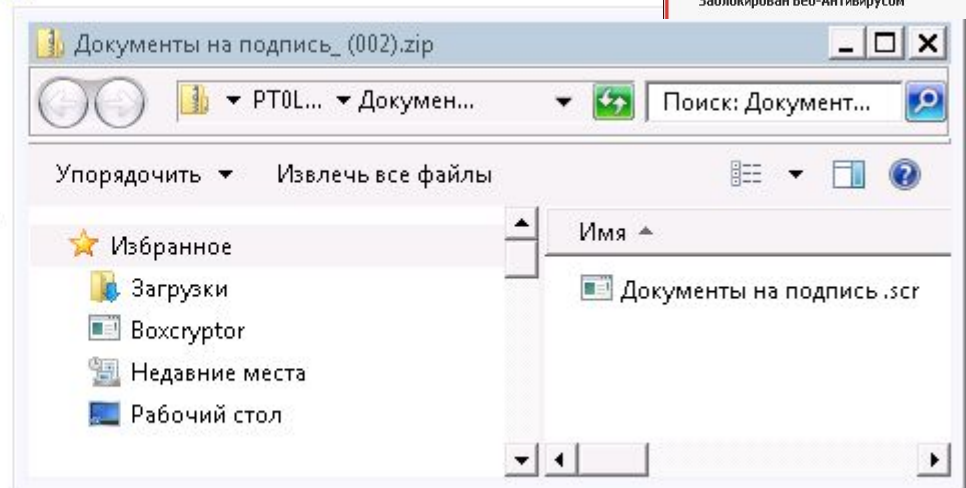 Заблокирован Веб-Антивирусом
Документы на подпись_ (002).zip
PT0L... Докумен... Поиск: Документ...
Упорядочить Извлечь все файлы
Имя
Избранное
Загрузки
Документы на подпись .scr
Boxcryptor
Недавние места
Рабочий стол